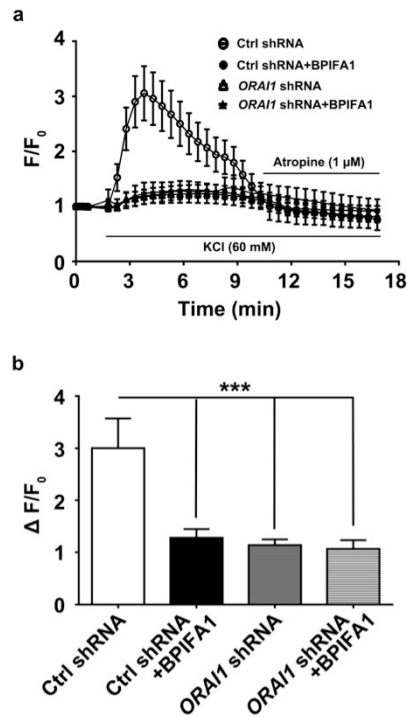 a
Ctrl shRNA
Ctrl shRNA+BPIFA1
ORAI1 shRNA
ORAI1 shRNA+BPIFA1
F/F0
4
3
2
1
0
Atropine (1 µM)
KCl (60 mM)
0 3 6 9 12 15 18
Time (min)
b
***
Δ F/F0
4
3
2
1
0
Ctrl shRNA
Ctrl shRNA
+BPIFA1
ORAI1 shRNA
ORAI1 shRNA
+BPIFA1